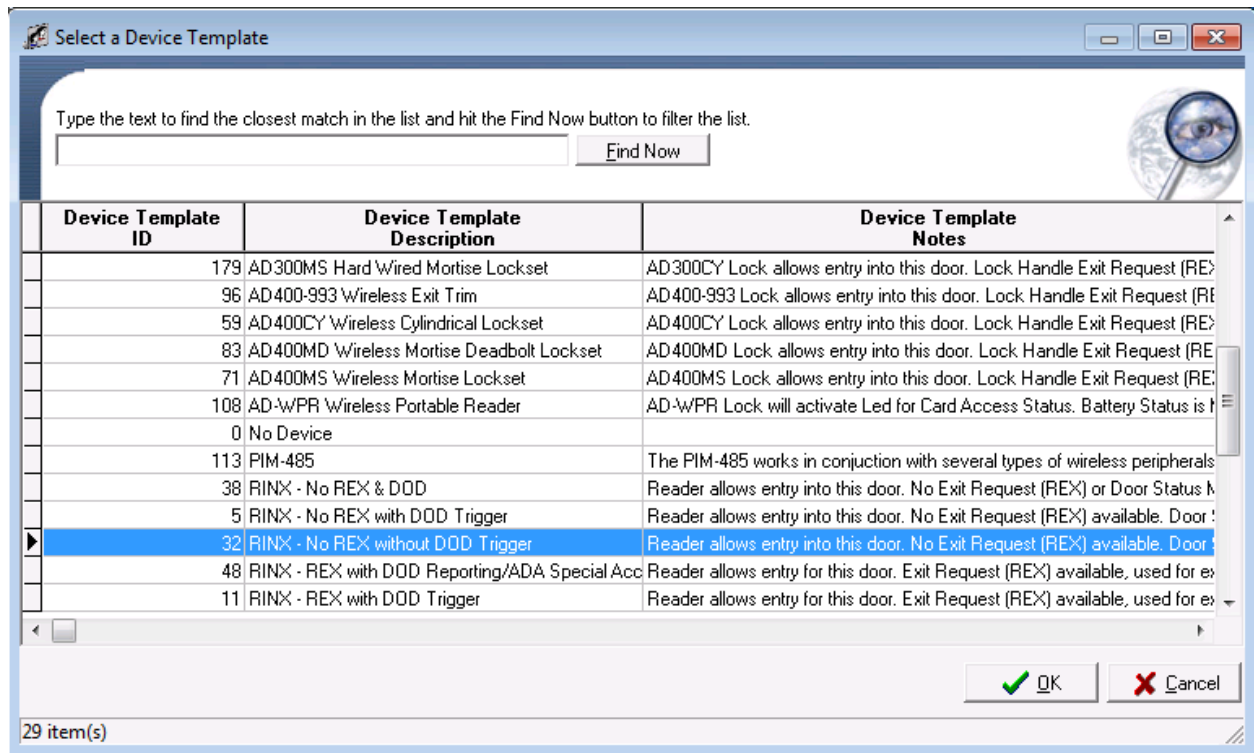 Select a Device Template
Type the text to find the closest match in the list and hit the Find Now button to filter the list.
Find Now
Device Template ID Device Template Description Device Template Notes
179 AD300MS Hard Wired Mortise Lockset AD300CY Lock allows entry into this door. Lock Handle Exit Request (REX
96 AD400-993 Wireless Exit Trim AD400-993 Lock allows entry into this door. Lock Handle Exit Request (RE
59 AD400CY Wireless Cylindrical Lockset AD400CY Lock allows entry into this door. Lock Handle Exit Request (REX
83 AD400MD Wireless Mortise Deadbolt Lockset AD400MD Lock allows entry into this door. Lock Handle Exit Request (RE
71 AD400MS Wireless Mortise Lockset AD400MS Lock allows entry into this door. Lock Handle Exit Request (RE
108 AD-WPR Wireless Portable Reader AD-WPR Lock will activate Led for Card Access Status. Battery Status is
0 No Device
113 PIM-485 The PIM-485 works in conjuction with several types of wireless peripherals
38 RINX - No REX & DOD Reader allows entry into this door. No Exit Request (REX) or Door Status
5 RINX - No REX with DOD Trigger Reader allows entry into this door. No Exit Request (REX) available. Door
32 RINX - No REX without DOD Trigger Reader allows entry into this door. No Exit Request (REX) available. Door
48 RINX - REX with DOD Reporting/ADA Special Acc Reader allows entry for this door. Exit Request (REX) available, used for
11 RINX - REX with DOD Trigger Reader allows entry for this door. Exit Request (REX) available, used for
OK Cancel
29 item(s)